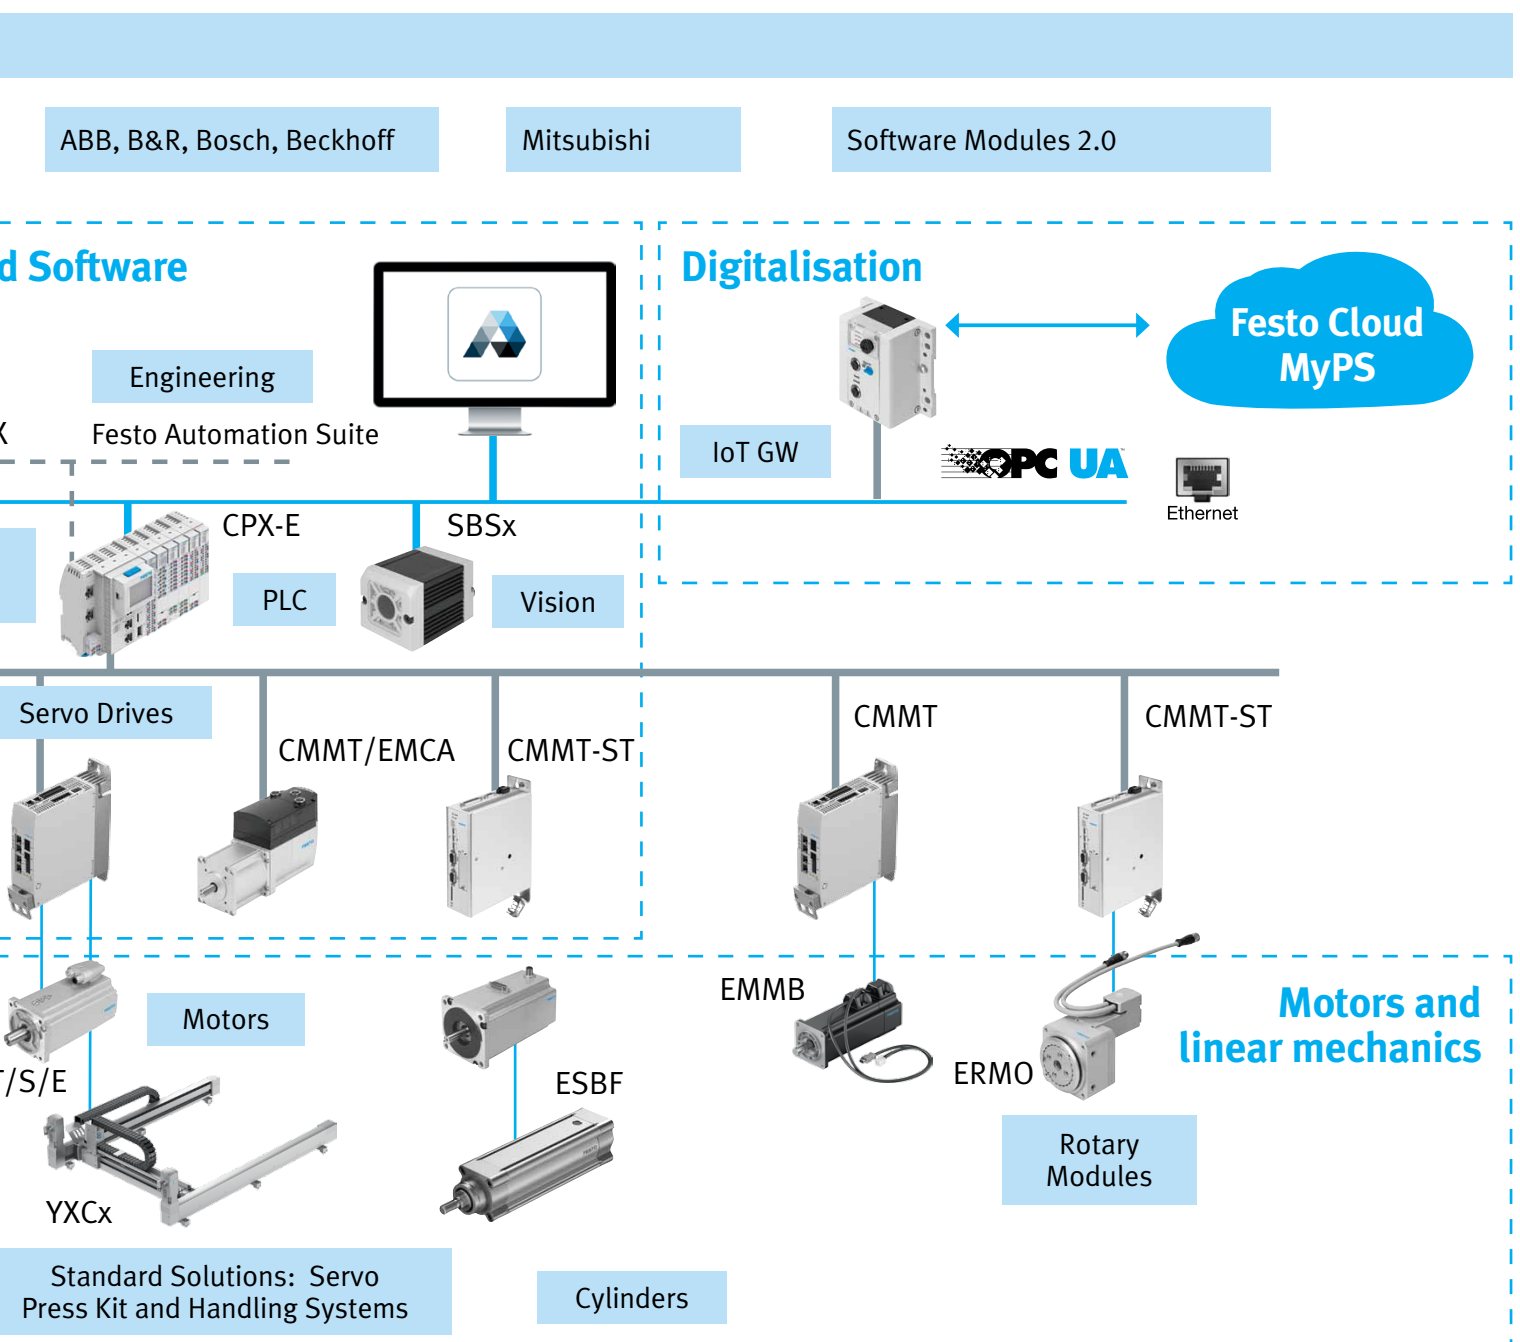 ABB, B&R, Bosch, Beckhoff
Mitsubishi
Software Modules 2.0
d Software
Digitalisation
Festo Cloud
MyPS
Engineering
X
Festo Automation Suite
IoT GW
OPC UA
Ethernet
CPX-E
SBSx
PLC
Vision
Servo Drives
CMMT/EMCA
CMMT-ST
CMMT
CMMT-ST
EMMB
Motors and
linear mechanics
Motors
T/S/E
ESBF
ERMO
Rotary
Modules
YXCx
Standard Solutions: Servo
Press Kit and Handling Systems
Cylinders